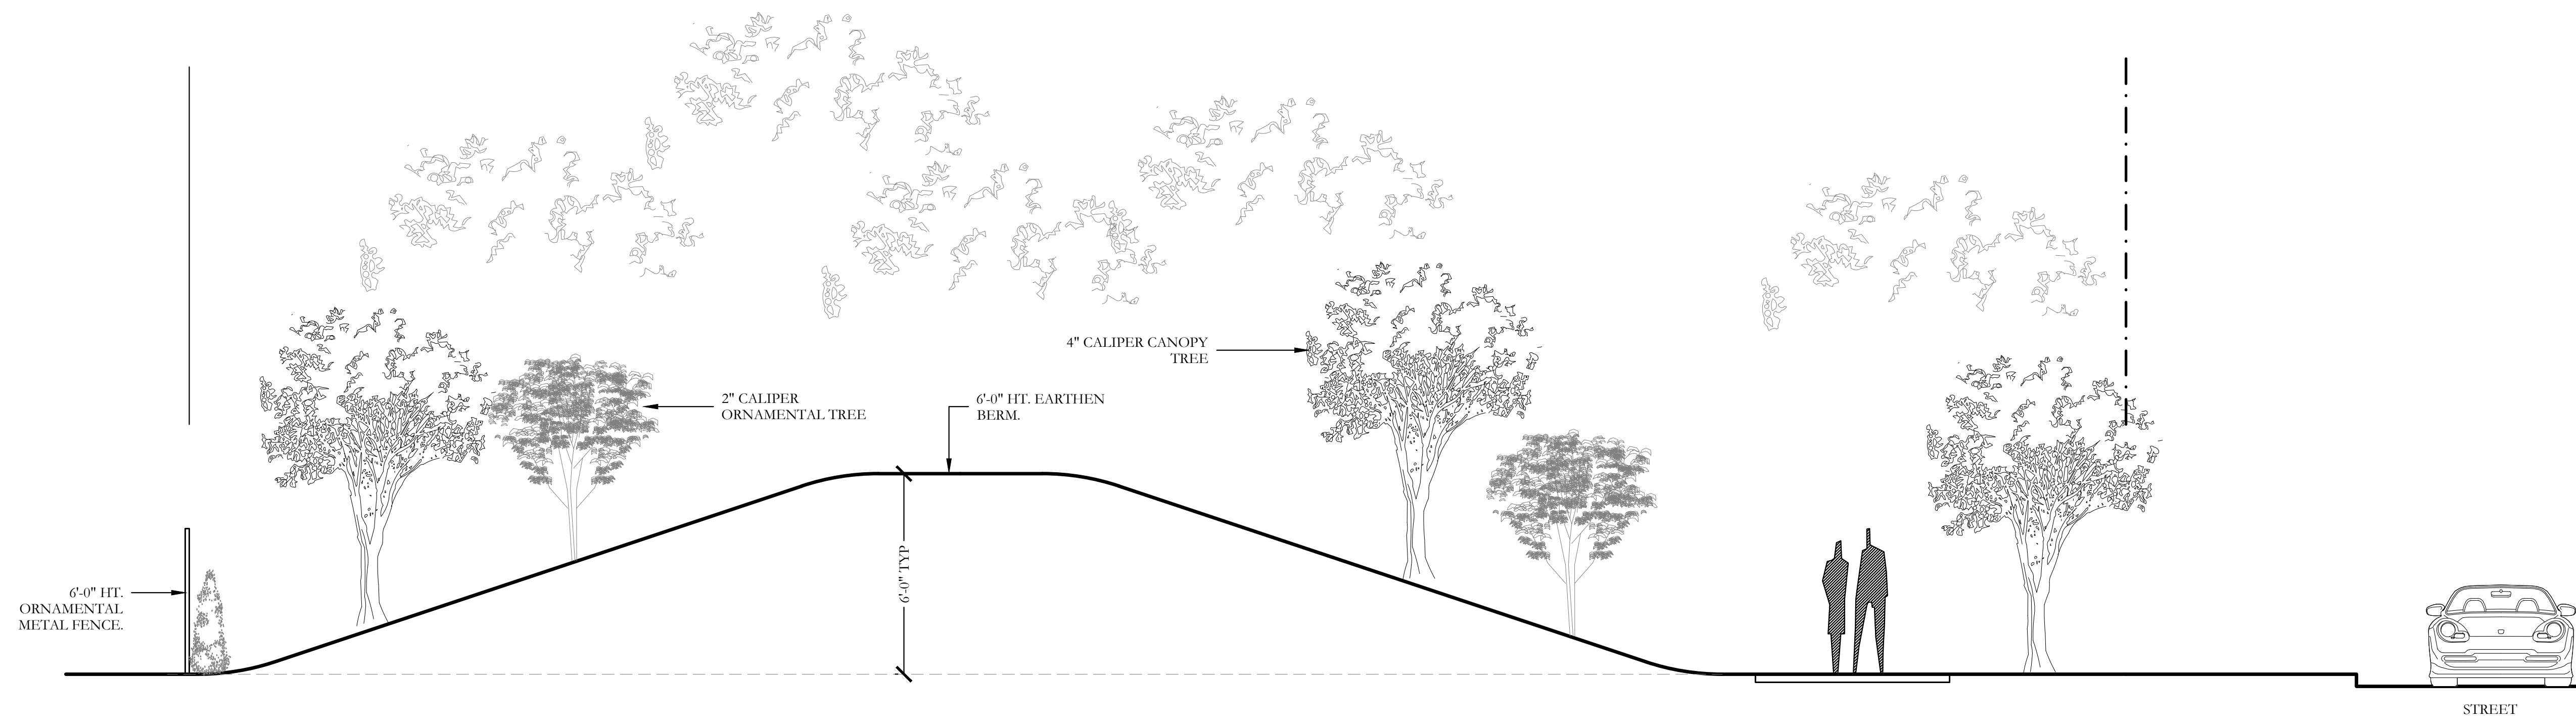 4" CALIPER CANOPY
TREE
2" CALIPER
ORNAMENTAL TREE
6'-0" HT. EARTHEN
BERM.
6'-0" TYP
6'-0" HT.
ORNAMENTAL
METAL FENCE.
STREET